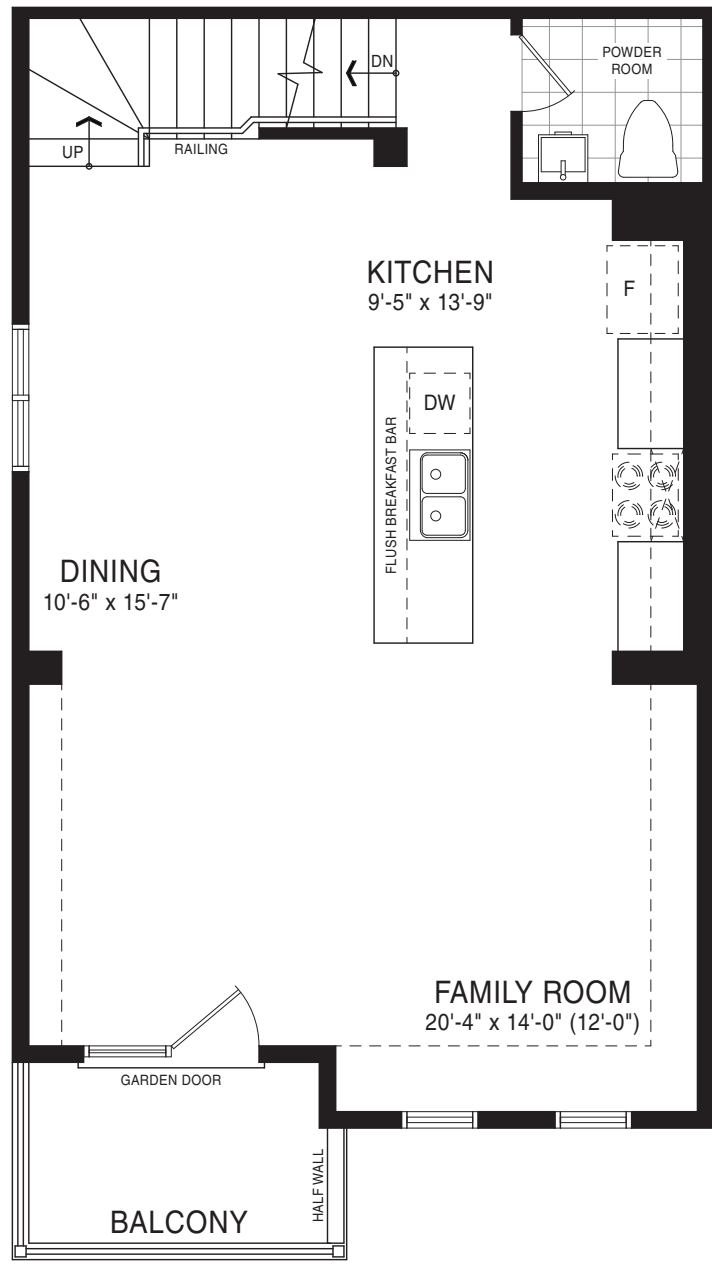 POWDER
ROOM
DN
UP
RAILING
KITCHEN
9'-5" x 13'-9"
F
DW
FLUSH BREAKFAST BAR
DINING
10'-6" x 15'-7"
FAMILY ROOM
20'-4" x 14'-0" (12'-0")
GARDEN DOOR
HALF WALL
BALCONY